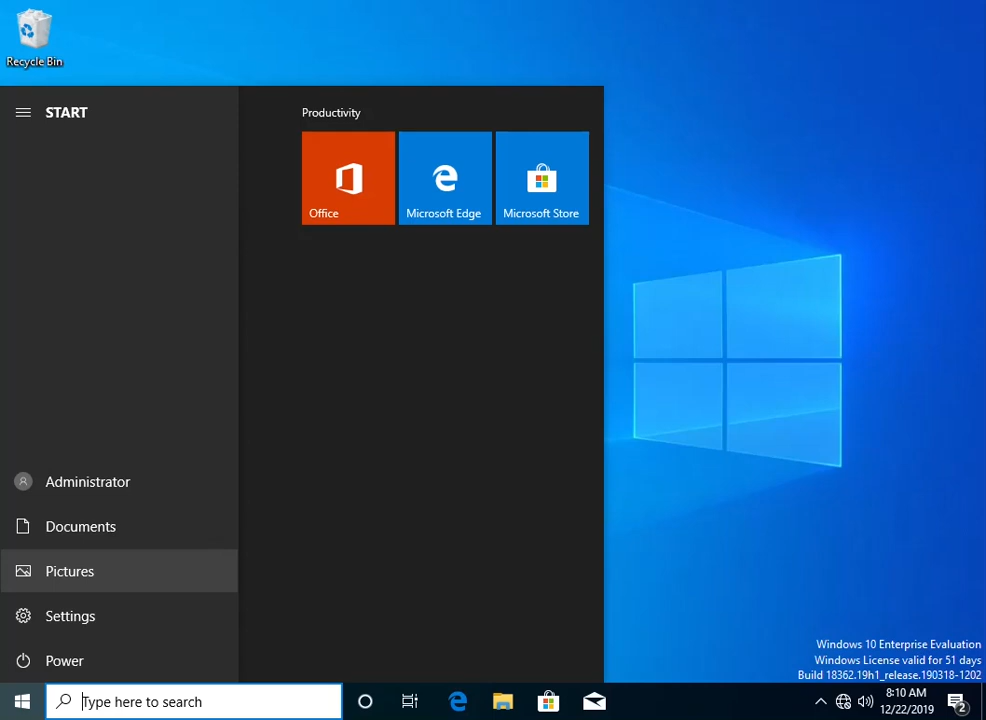 Recycle Bin
START
Productivity
Office
Microsoft Edge
Microsoft Store
Administrator
Documents
Pictures
Settings
Power
Windows 10 Enterprise Evaluation
Windows License valid for 51 days
Build 18362.19h1_release.190318-1202
Type here to search
8:10 AM
12/22/2019
2